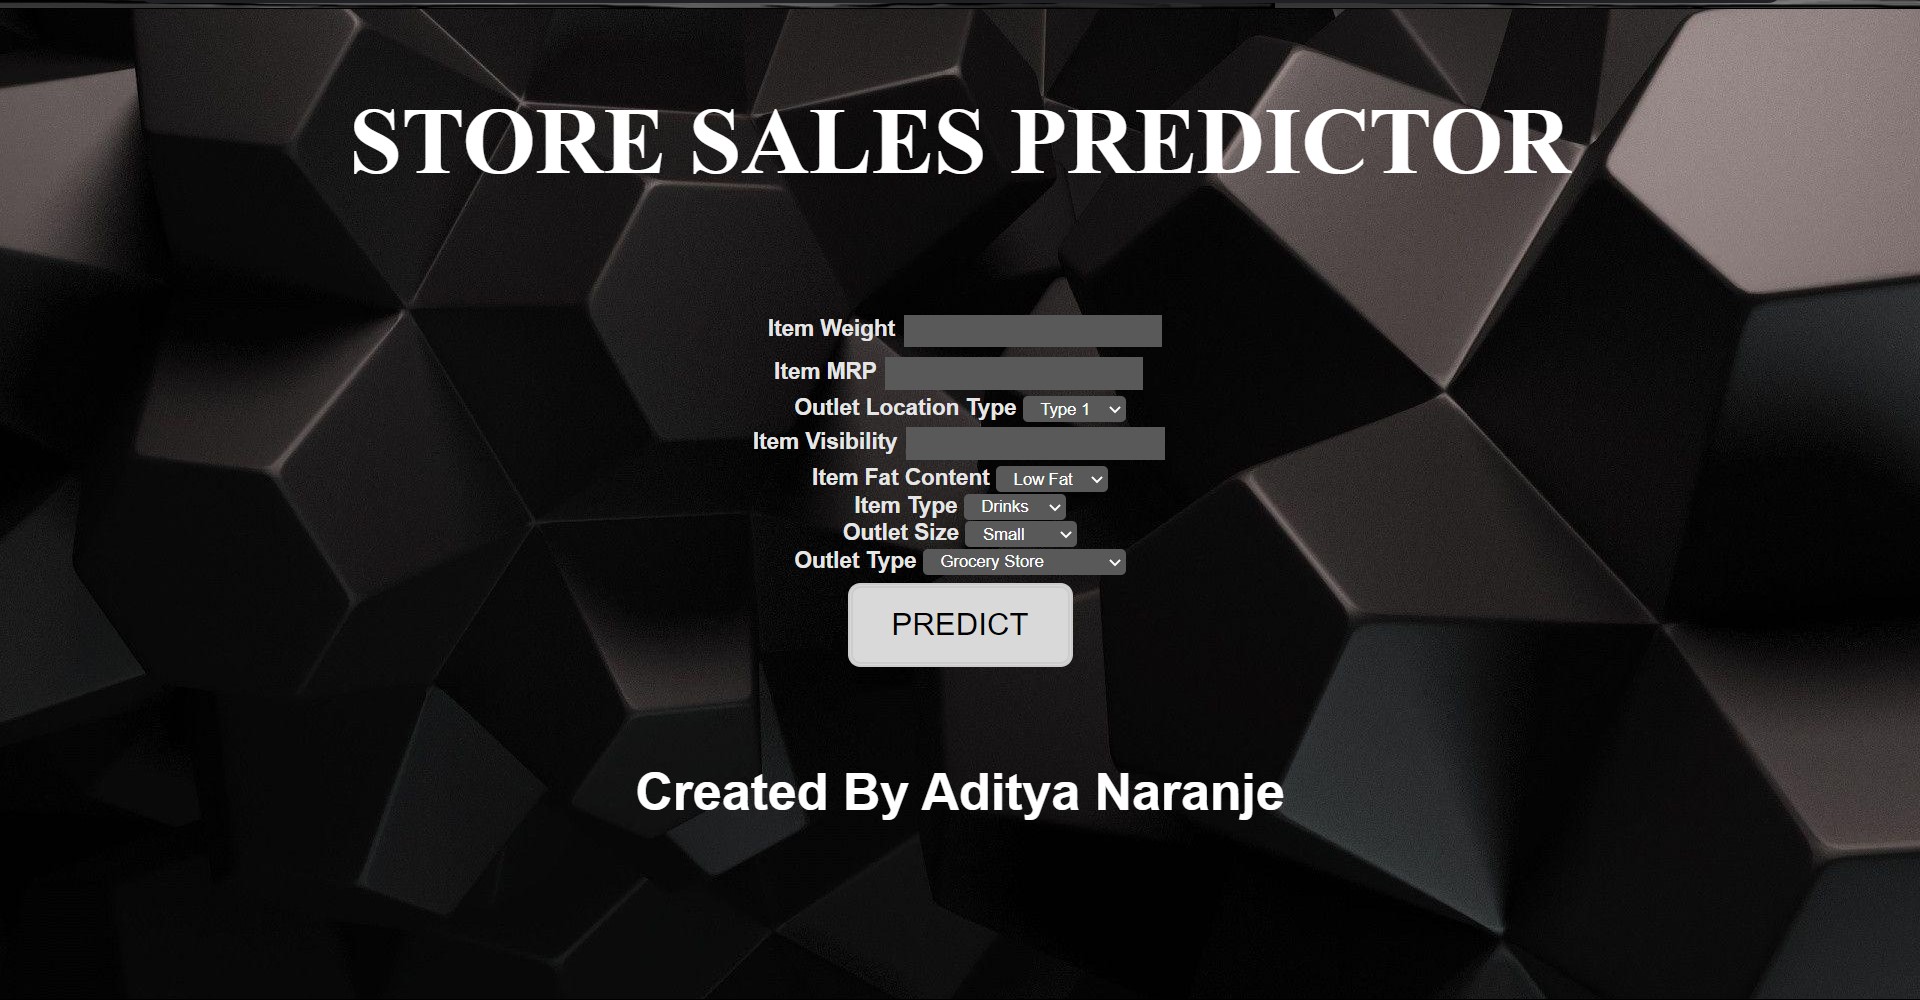 STORE SALES PREDICTOR
Item Weight
Item MRP
Outlet Location Type Type 1
Item Visibility
Item Fat Content Low Fat
Item Type Drinks
Outlet Size Small
Outlet Type Grocery Store
PREDICT
Created By Aditya Naranje